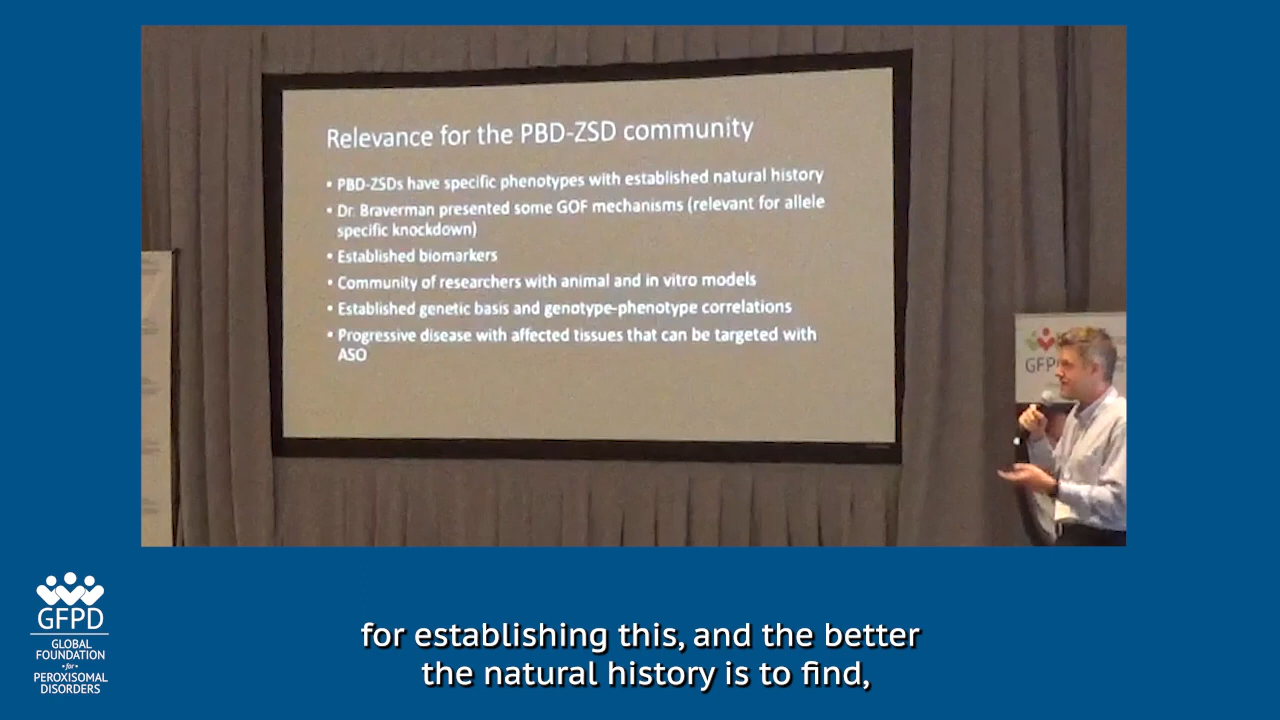 Relevance for the PBD-ZSD community
• PBD-ZSDs have specific phenotypes with established natural history
• Dr. Braverman presented some GOF mechanisms (relevant for allele
specific knockdown)
• Established biomarkers
• Community of researchers with animal and in vitro models
• Established genetic basis and genotype-phenotype correlations
• Progressive disease with affected tissues that can be targeted with
ASO
GFP
GFPD
GLOBAL
FOUNDATION
for
PEROXISOMAL
DISORDERS
for establishing this, and the better
the natural history is to find,